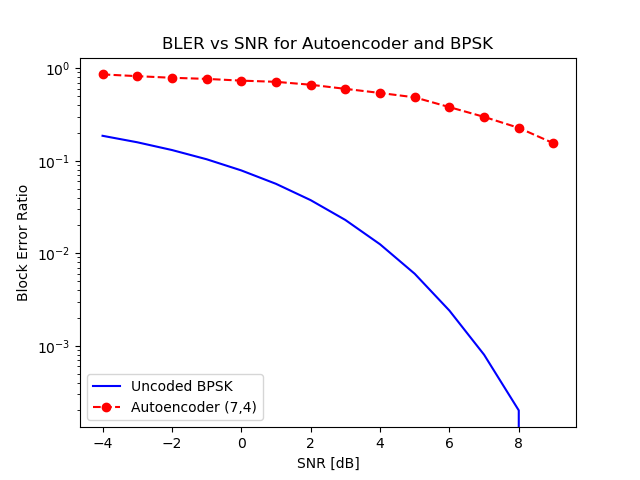 BLER vs SNR for Autoencoder and BPSK
Block Error Ratio
10^0
10^-1
10^-2
10^-3
Uncoded BPSK
Autoencoder (7,4)
−4 −2 0 2 4 6 8
SNR [dB]